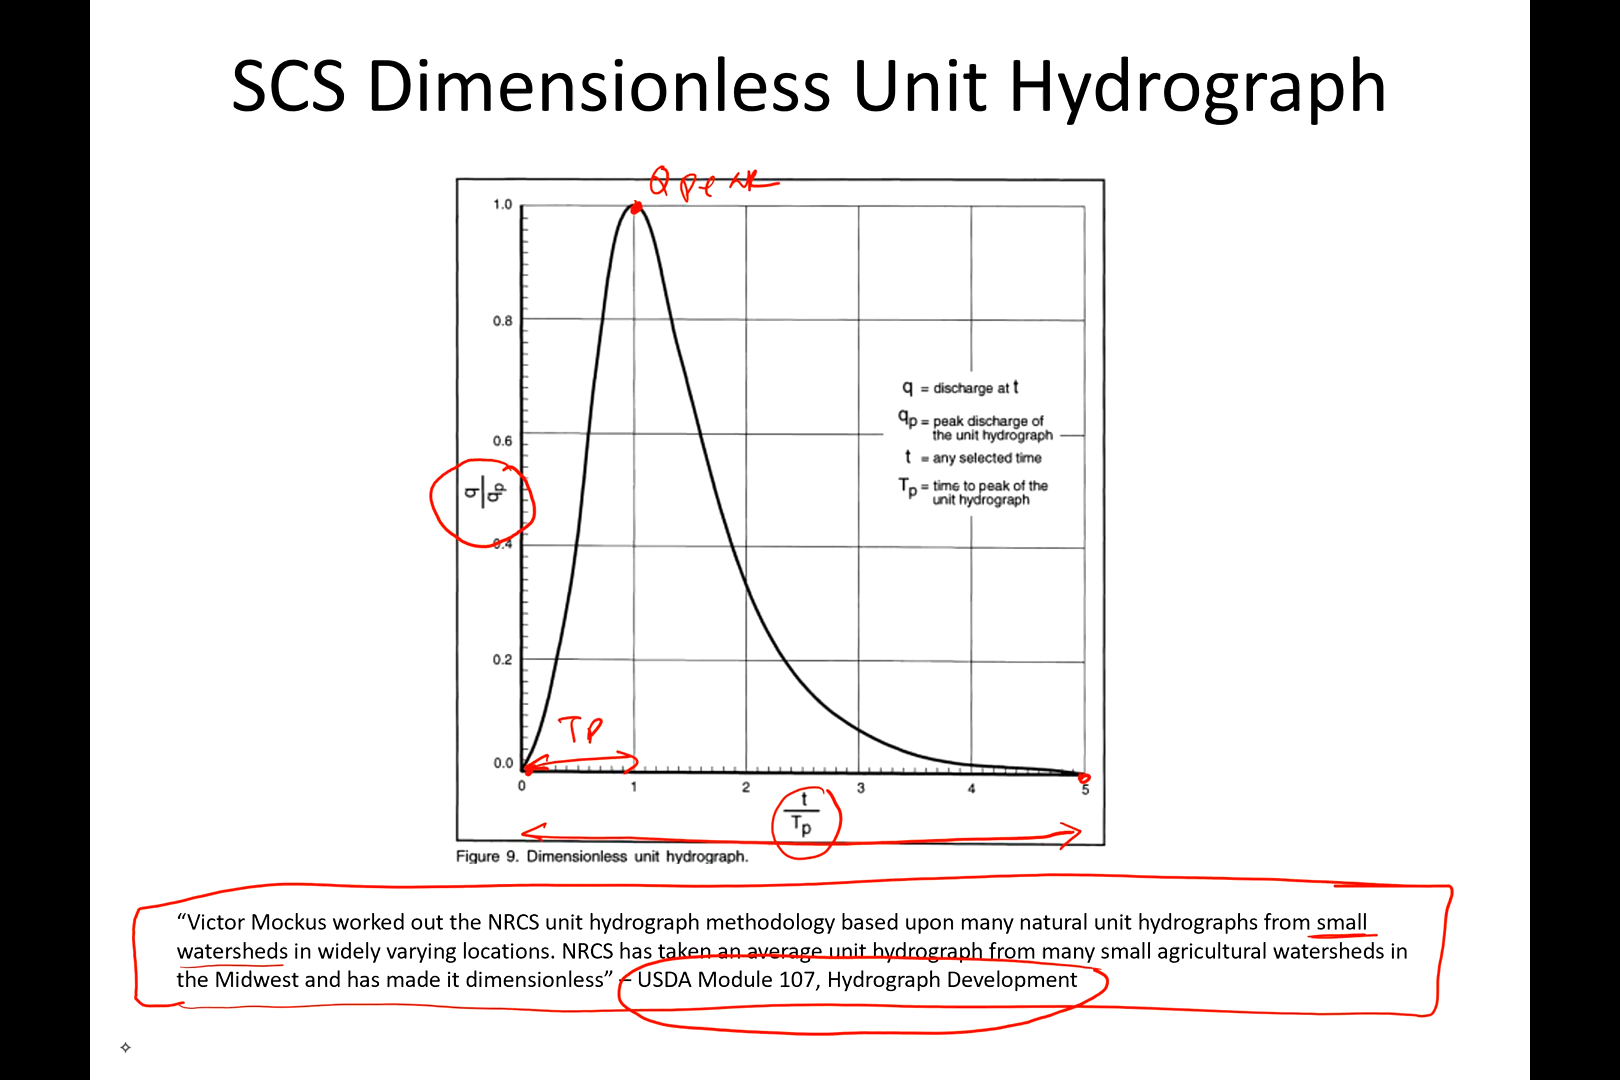 SCS Dimensionless Unit Hydrograph
Q peak
1.0
0.8
q = discharge at t
qp = peak discharge of
the unit hydrograph
0.6
t = any selected time
Tp = time to peak of the
unit hydrograph
q
qp
0.4
0.2
TP
0.0
0 1 2 3 4 5
t
Tp
Figure 9. Dimensionless unit hydrograph.
“Victor Mockus worked out the NRCS unit hydrograph methodology based upon many natural unit hydrographs from small
watersheds in widely varying locations. NRCS has taken an average unit hydrograph from many small agricultural watersheds in
the Midwest and has made it dimensionless” – USDA Module 107, Hydrograph Development